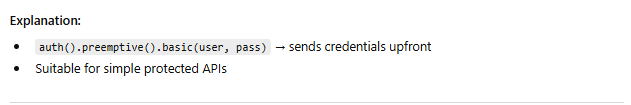 Explanation:
• auth().preemptive().basic(user, pass) → sends credentials upfront
• Suitable for simple protected APIs